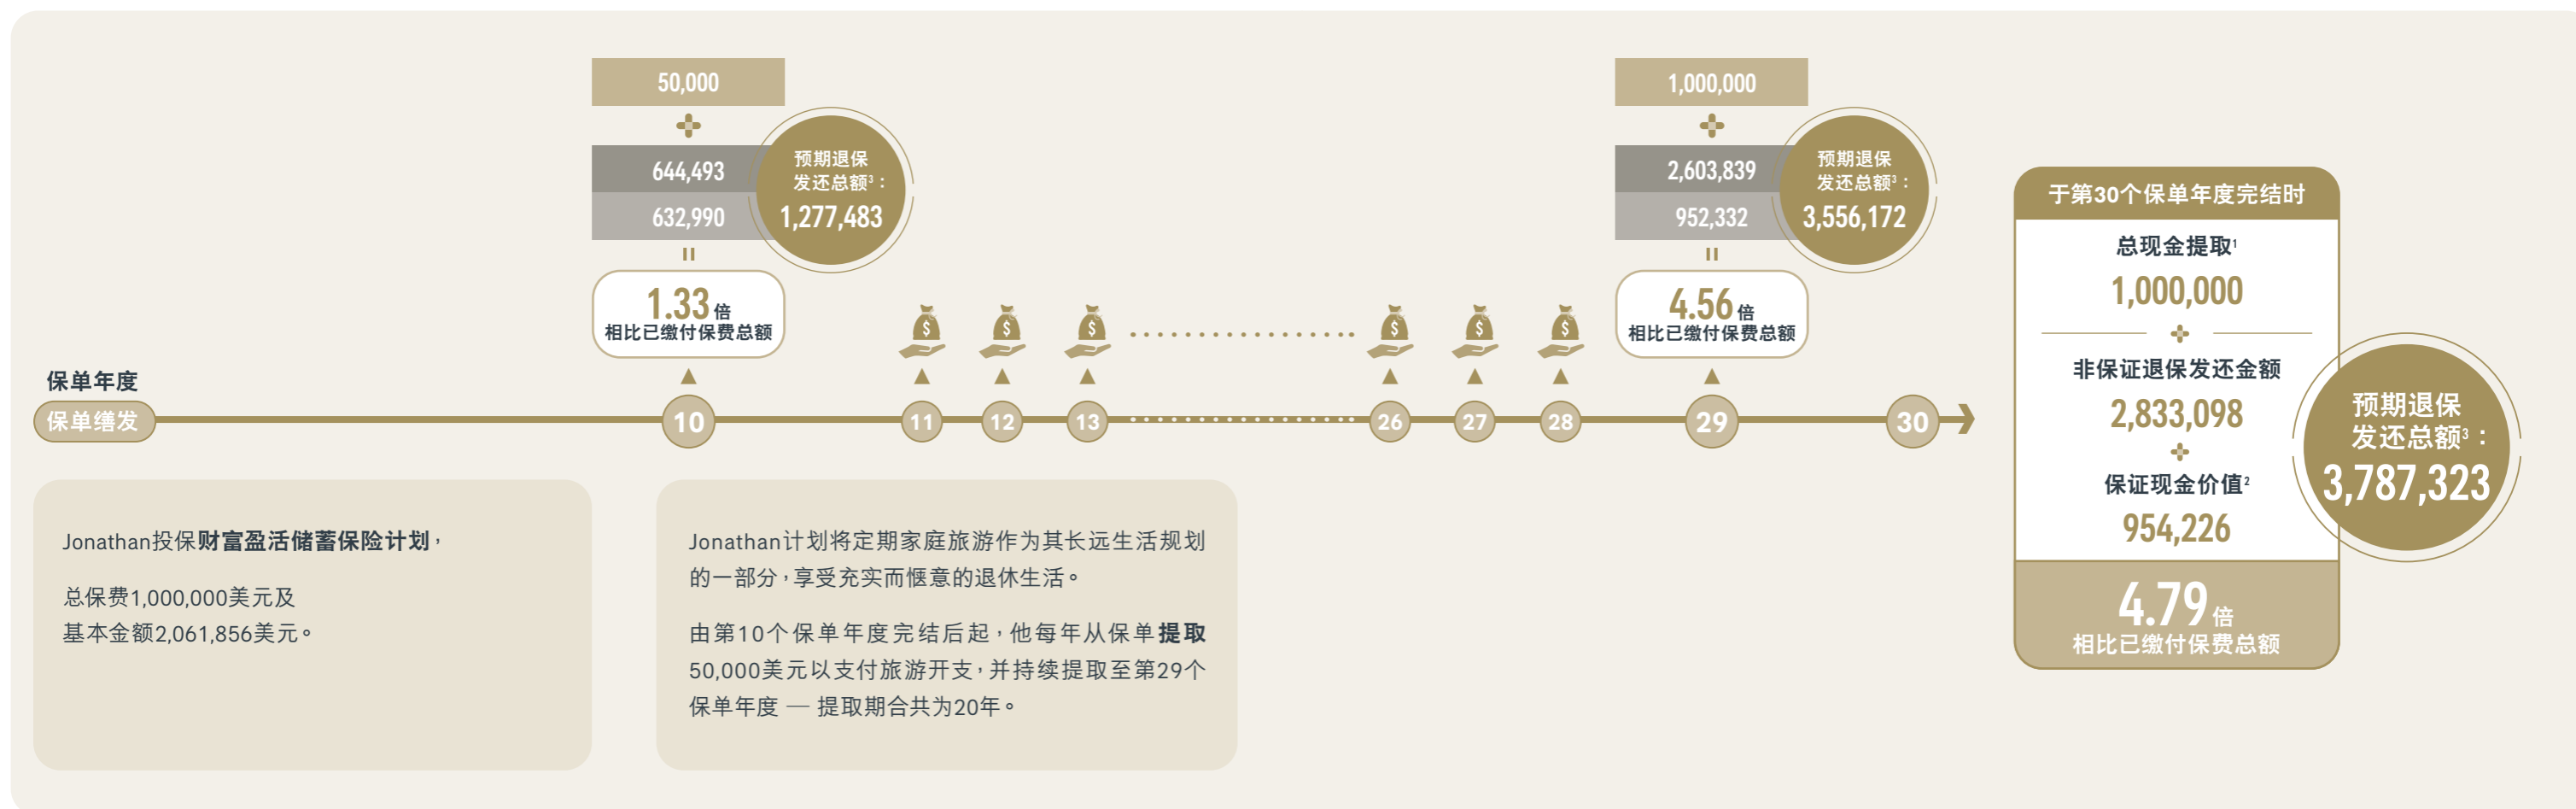 50,000
644,493
632,990
预期退保
发还总额³：
1,277,483
1.33 倍
相比已缴付保费总额
1,000,000
2,603,839
952,332
预期退保
发还总额³：
3,556,172
4.56 倍
相比已缴付保费总额
$ $ $ $ $ $
保单年度
保单缮发
10 11 12 13 26 27 28 29 30
Jonathan投保财富盈活储蓄保险计划，
总保费1,000,000美元及
基本金额2,061,856美元。
Jonathan计划将定期家庭旅游作为其长远生活规划
的一部分，享受充实而惬意的退休生活。
由第10个保单年度完结后起，他每年从保单提取
50,000美元以支付旅游开支，并持续提取至第29个
保单年度 — 提取期合共为20年。
于第30个保单年度完结时
总现金提取¹
1,000,000
非保证退保发还金额
2,833,098
保证现金价值²
954,226
4.79 倍
相比已缴付保费总额
预期退保
发还总额³：
3,787,323